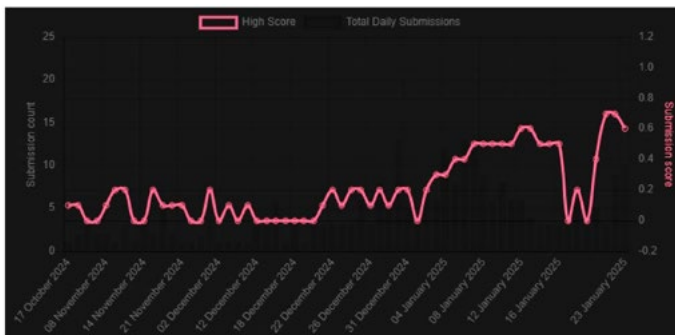 High Score Total Daily Submissions
25 1.2
1.0
20
0.8
15 0.6
0.4
10
0.2
5
0
0 -0.2
Submission count
Submission score
17 October 2024
08 November 2024
14 November 2024
21 November 2024
02 December 2024
12 December 2024
18 December 2024
22 December 2024
26 December 2024
31 December 2024
04 January 2025
08 January 2025
12 January 2025
16 January 2025
23 January 2025